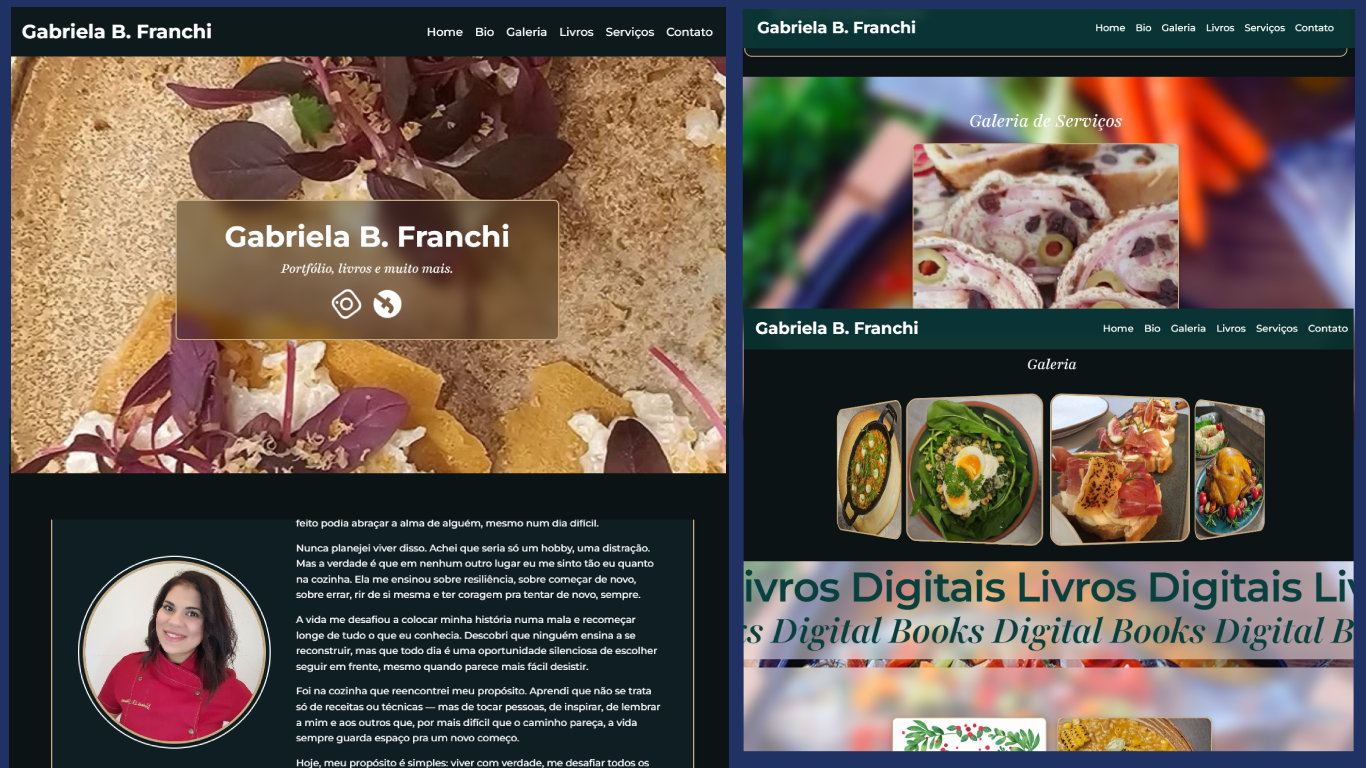 Gabriela B. Franchi
Home Bio Galeria Livros Serviços Contato
Gabriela B. Franchi
Portfólio, livros e muito mais.
feito podia abraçar a alma de alguém, mesmo num dia difícil.
Nunca planejei viver disso. Achei que seria só um hobby, uma distração.
Mas a verdade é que em nenhum outro lugar eu me sinto tão eu quanto
na cozinha. Ela me ensinou sobre resiliência, sobre começar de novo,
sobre errar, rir de si mesma e ter coragem pra tentar de novo, sempre.
A vida me desafiou a colocar minha história numa mala e recomeçar
longe de tudo o que eu conhecia. Descobri que ninguém ensina a se
reconstruir, mas que todo dia é uma oportunidade silenciosa de escolher
seguir em frente, mesmo quando parece mais fácil desistir.
Foi na cozinha que reencontrei meu propósito. Aprendi que não se trata
só de receitas ou técnicas — mas de tocar pessoas, de inspirar, de lembrar
a mim e aos outros que, por mais difícil que o caminho pareça, a vida
sempre guarda espaço pra um novo começo.
Hoje, meu propósito é simples: viver com verdade, me desafiar todos os
Gabriela B. Franchi
Home Bio Galeria Livros Serviços Contato
Galeria de Serviços
Gabriela B. Franchi
Home Bio Galeria Livros Serviços Contato
Galeria
ivros Digitais Livros Digitais Liv
s Digital Books Digital Books Digital B